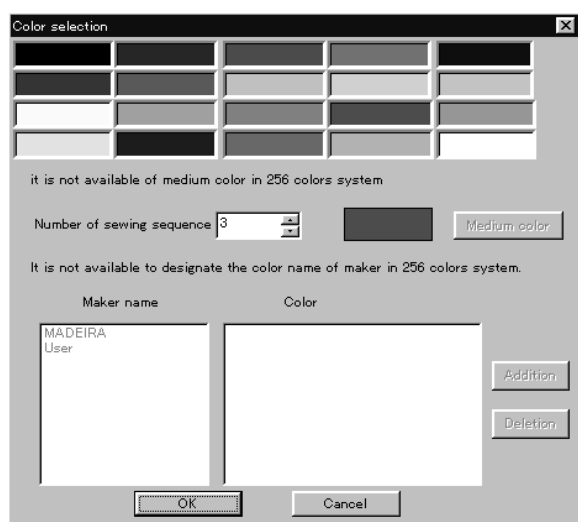 Color selection
it is not available of medium color in 256 colors system
Number of sewing sequence 3 Medium color
It is not available to designate the color name of maker in 256 colors system.
Maker name Color
MADEIRA
User
Addition
Deletion
OK Cancel